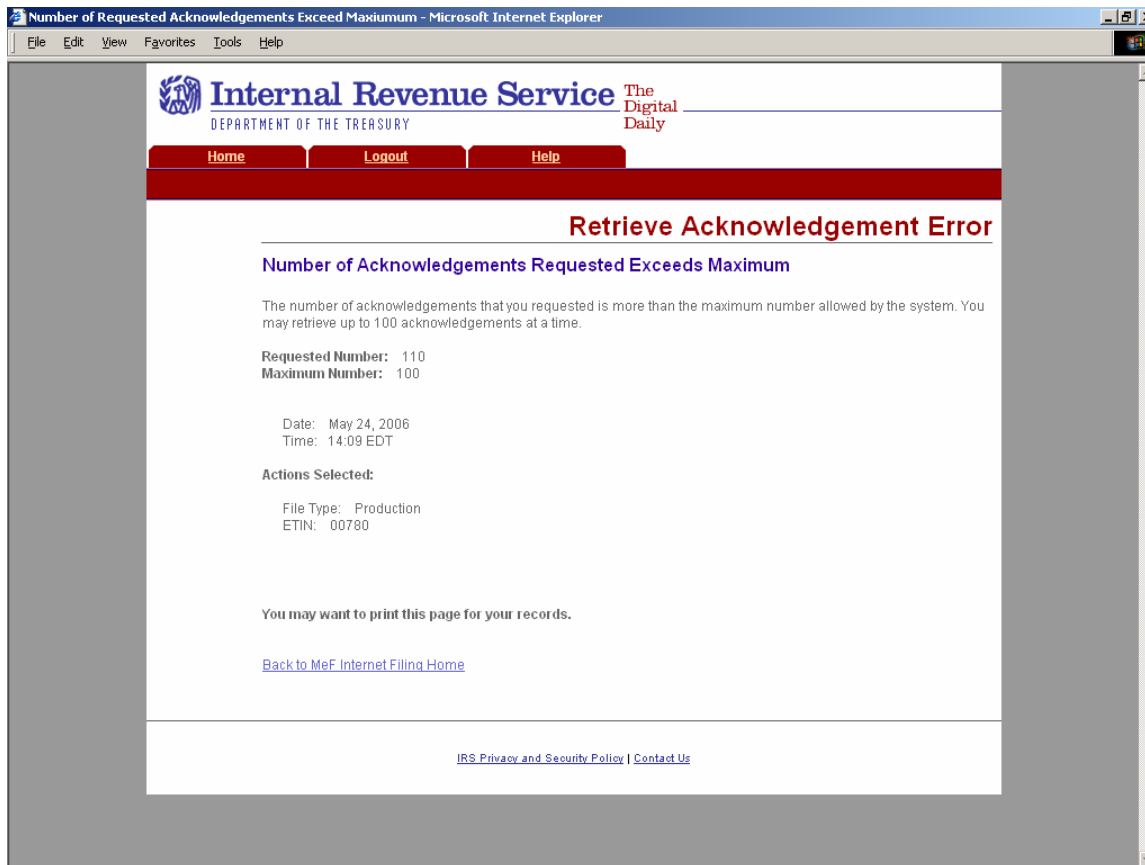 Number of Requested Acknowledgements Exceed Maxiumum - Microsoft Internet Explorer
File Edit View Favorites Tools Help
Internal Revenue Service
DEPARTMENT OF THE TREASURY
The
Digital
Daily
Home Logout Help
Retrieve Acknowledgement Error
Number of Acknowledgements Requested Exceeds Maximum
The number of acknowledgements that you requested is more than the maximum number allowed by the system. You
may retrieve up to 100 acknowledgements at a time.
Requested Number: 110
Maximum Number: 100
Date: May 24, 2006
Time: 14:09 EDT
Actions Selected:
File Type: Production
ETIN: 00780
You may want to print this page for your records.
Back to MeF Internet Filing Home
IRS Privacy and Security Policy | Contact Us